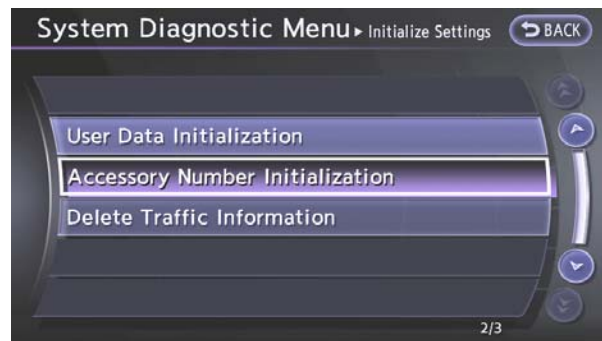 System Diagnostic Menu ▸ Initialize Settings BACK
User Data Initialization
Accessory Number Initialization
Delete Traffic Information
2/3